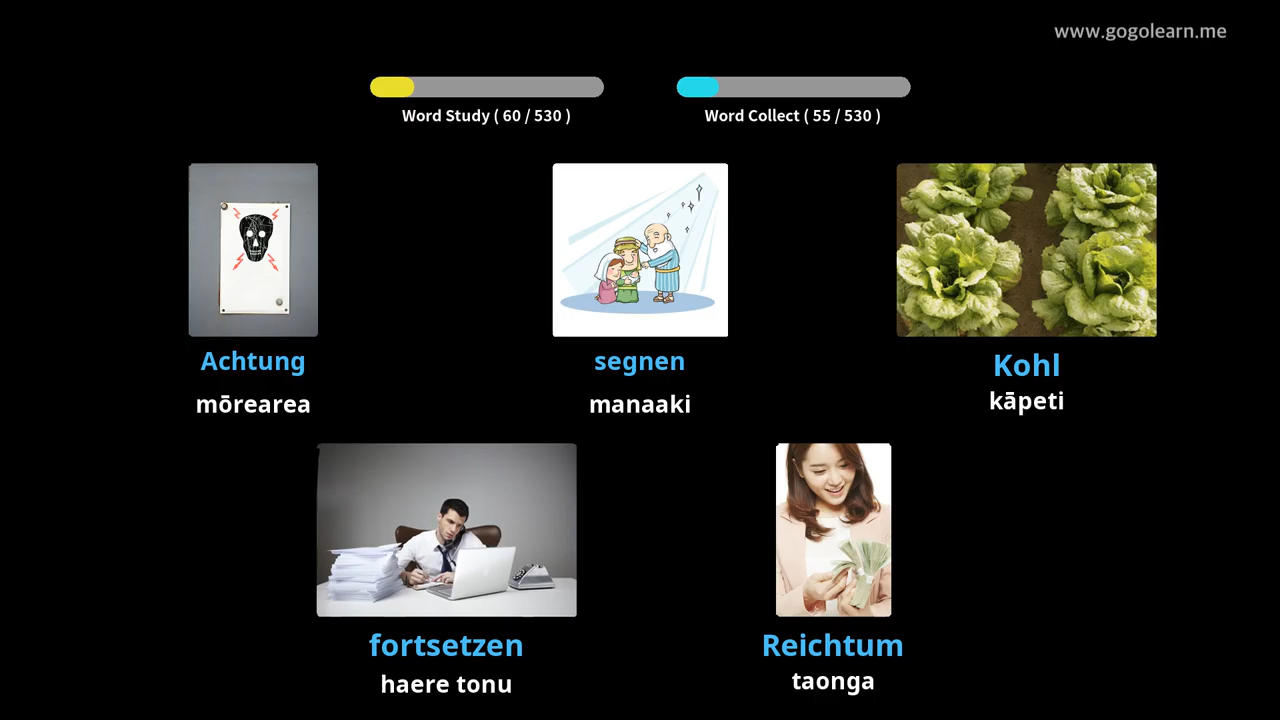 www.gogolearn.me
Word Study ( 60 / 530 )
Word Collect ( 55 / 530 )
Achtung
mōrearea
segnen
manaaki
Kohl
kāpeti
fortsetzen
haere tonu
Reichtum
taonga